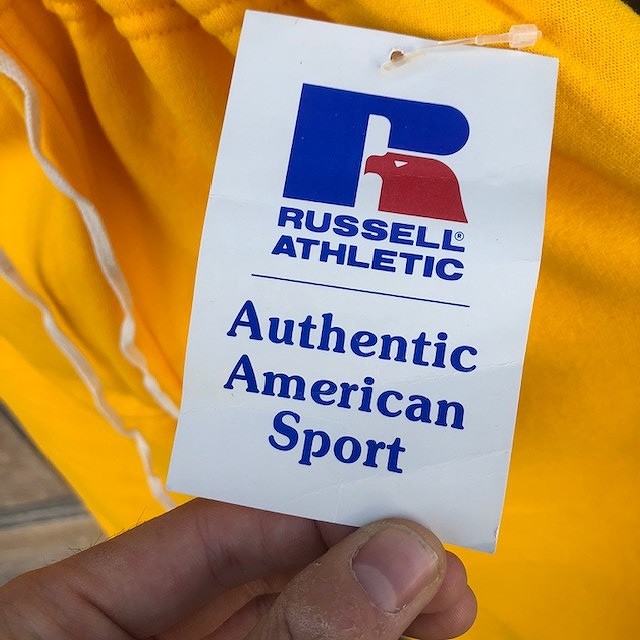 RUSSELL®
ATHLETIC
Authentic
American
Sport